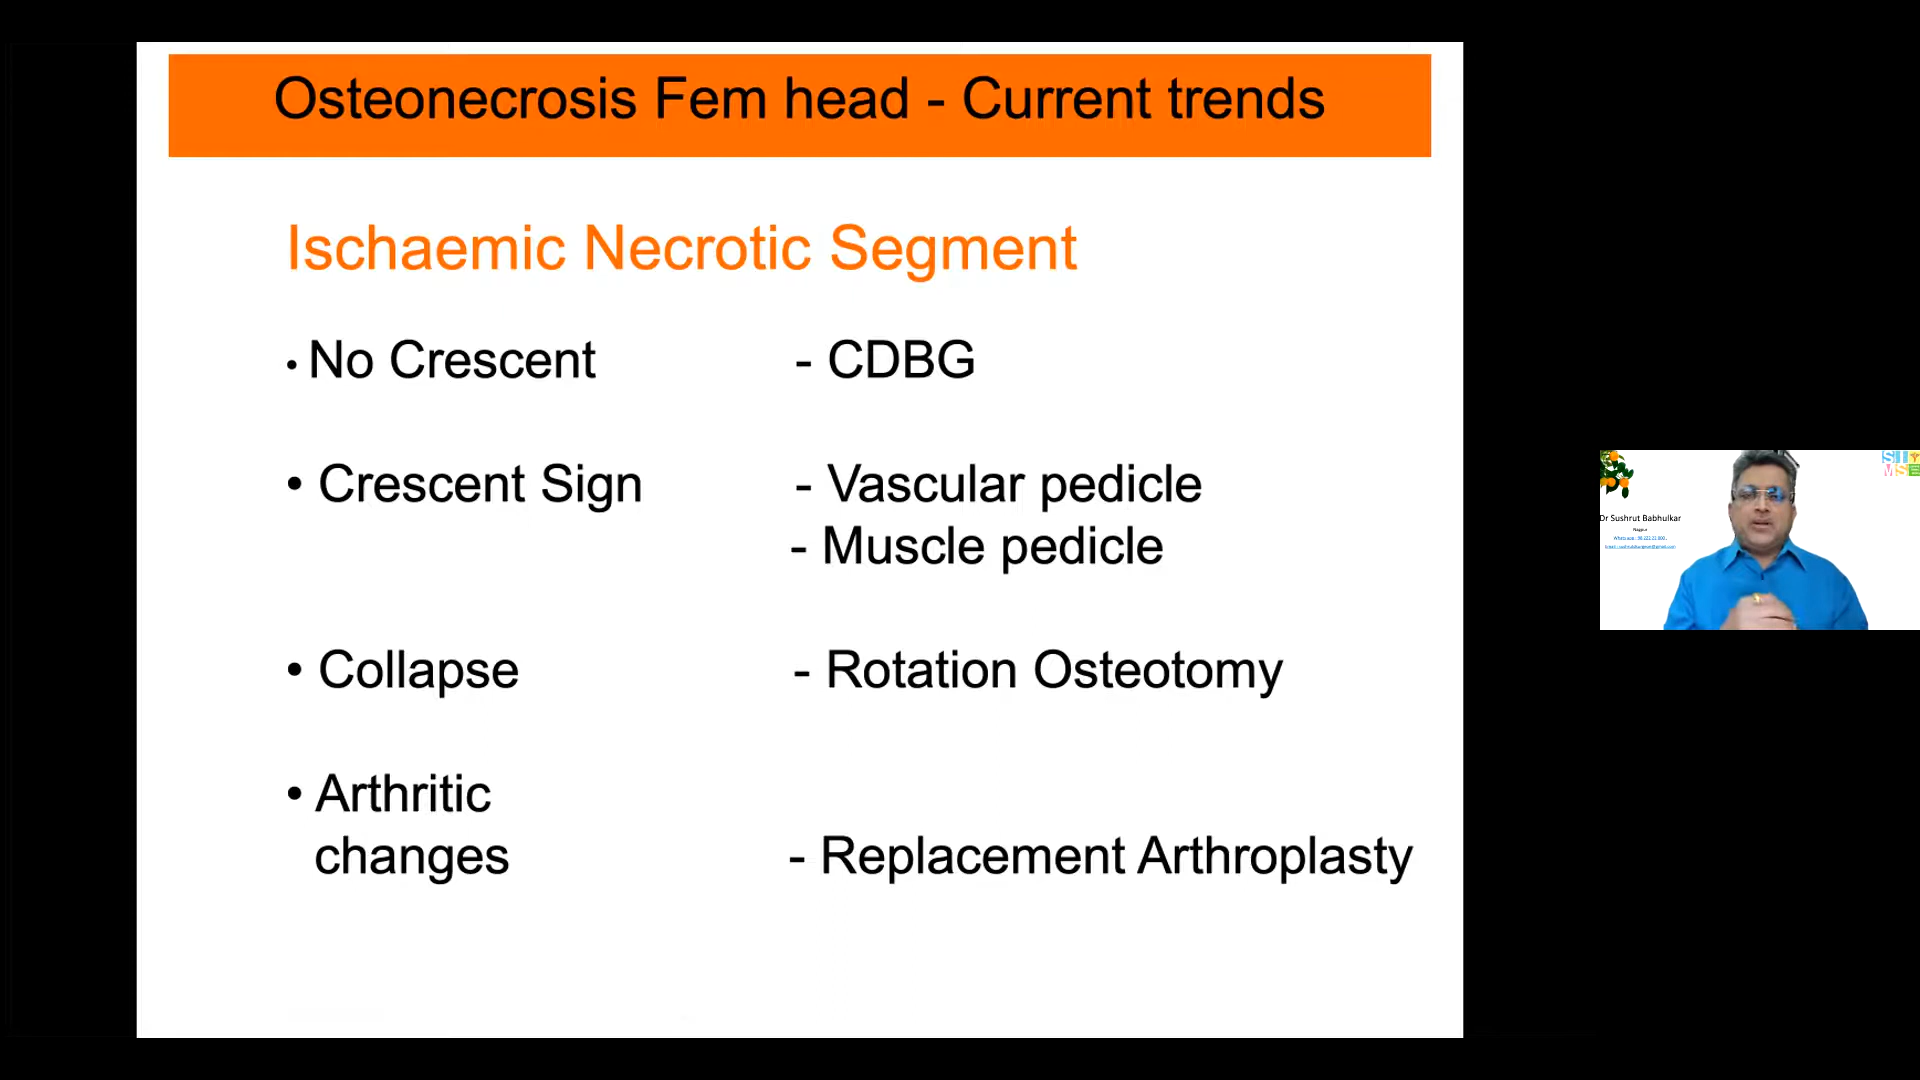 Osteonecrosis Fem head - Current trends
Ischaemic Necrotic Segment
• No Crescent - CDBG
• Crescent Sign - Vascular pedicle
- Muscle pedicle
• Collapse - Rotation Osteotomy
• Arthritic
changes - Replacement Arthroplasty
Dr Sushrut Babhulkar
Nagpur